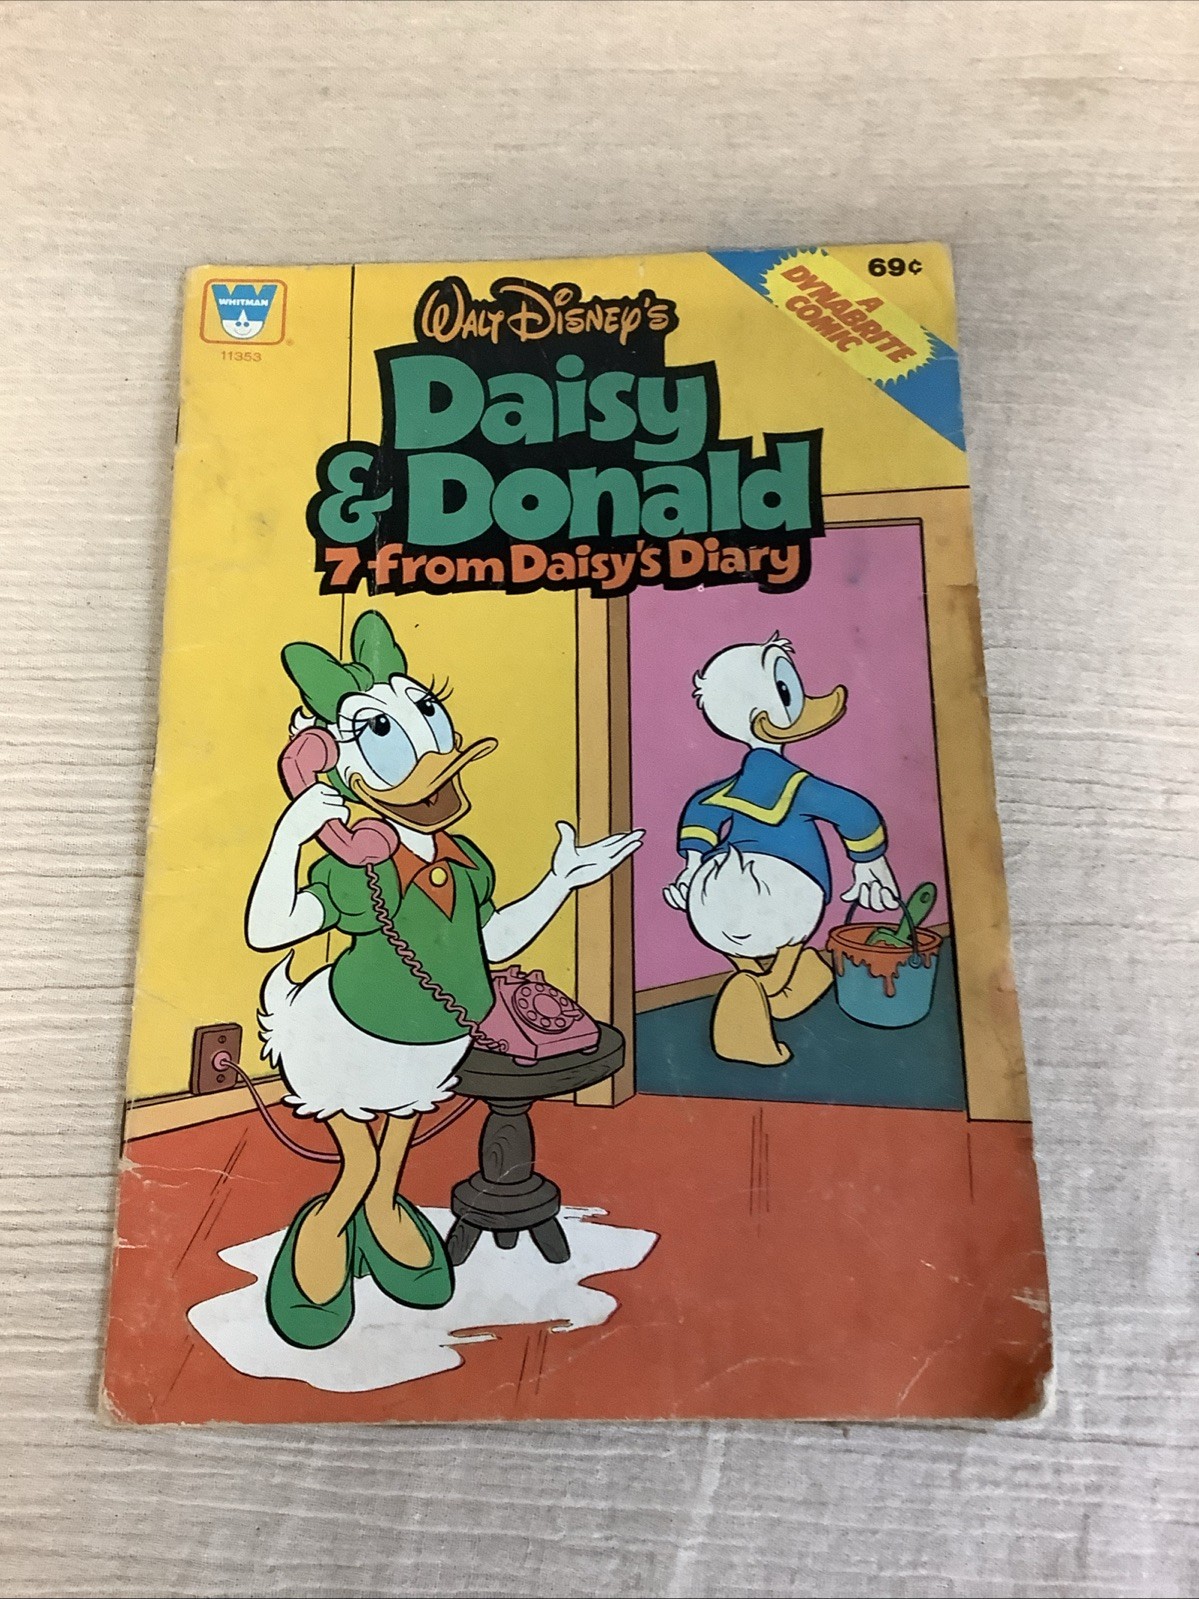 WHITMAN
®
11353
69¢
A
DYNABRITE
COMIC
WALT DISNEY'S
Daisy
& Donald
7 from Daisy's Diary